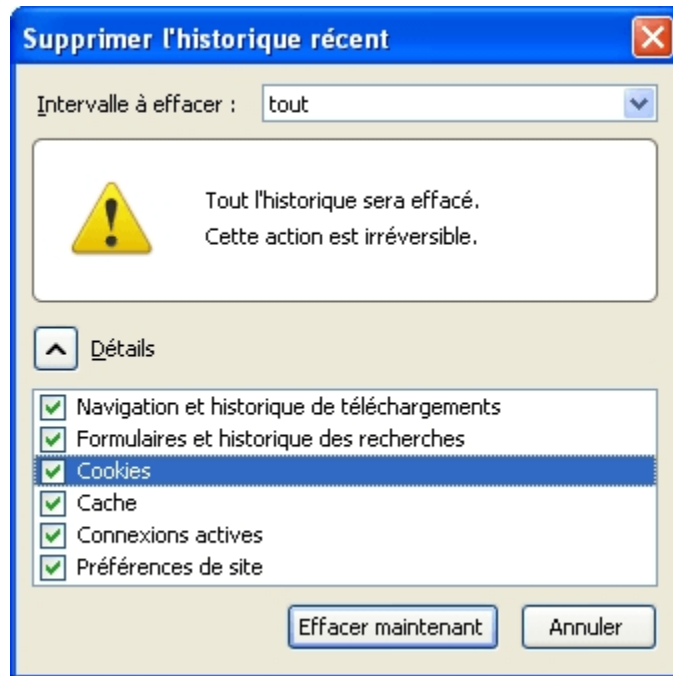 Supprimer l'historique récent
Intervalle à effacer : tout
Tout l'historique sera effacé.
Cette action est irréversible.
Détails
Navigation et historique de téléchargements
Formulaires et historique des recherches
Cookies
Cache
Connexions actives
Préférences de site
Effacer maintenant Annuler